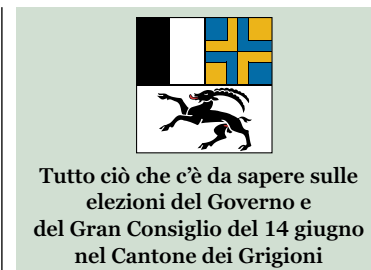 Tutto ciò che c'è da sapere sulle
elezioni del Governo e
del Gran Consiglio del 14 giugno
nel Cantone dei Grigioni